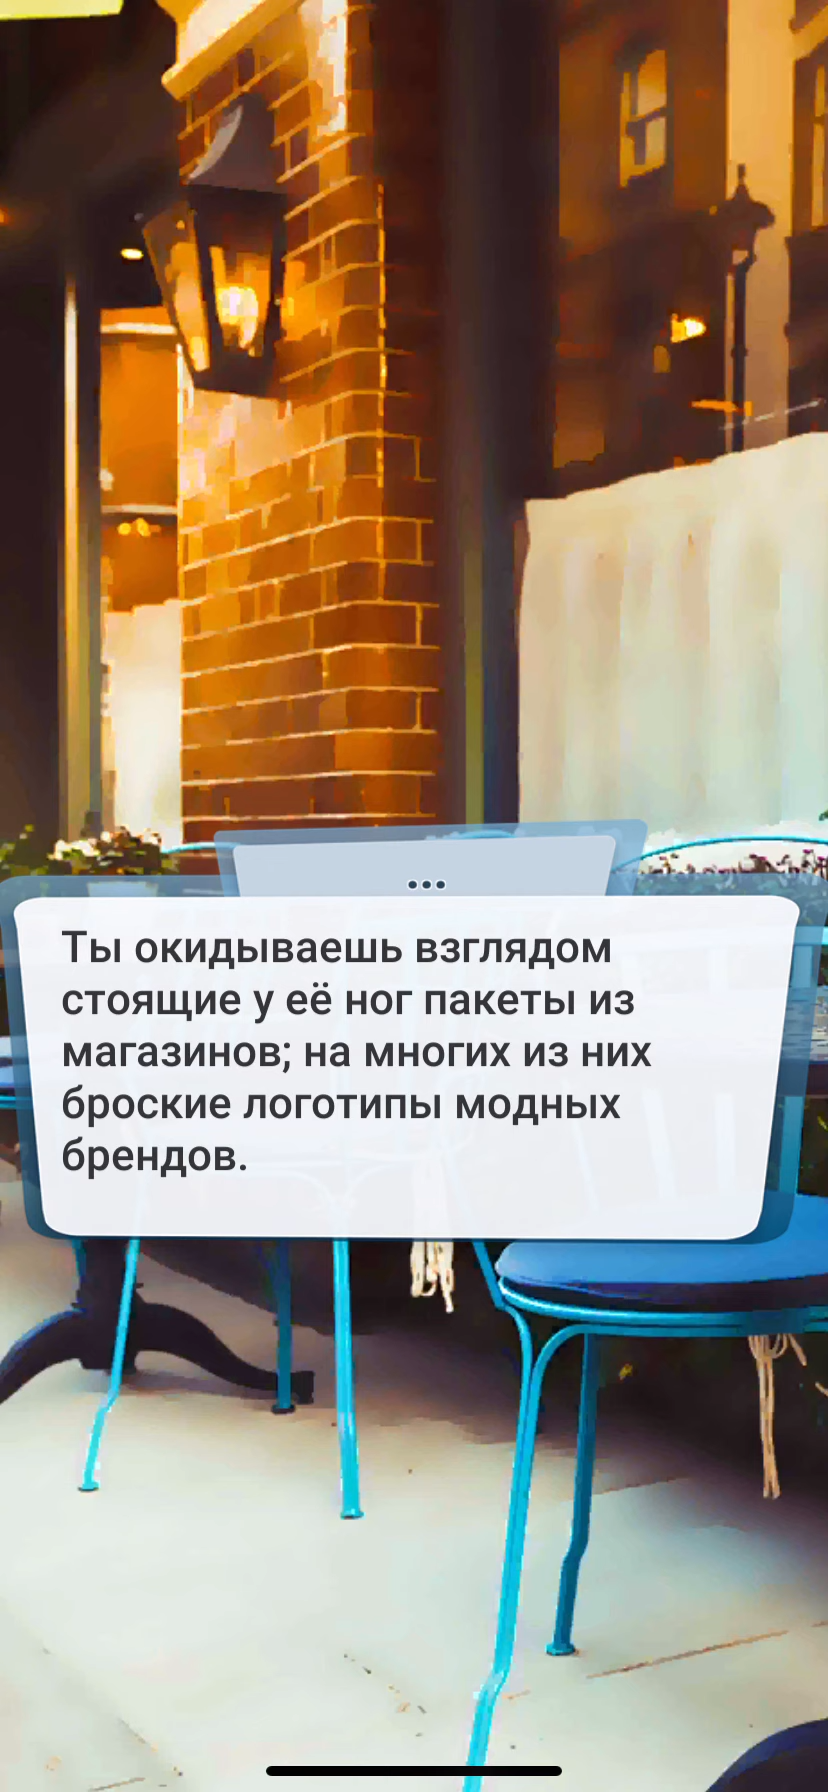 ...
Ты окидываешь взглядом
стоящие у её ног пакеты из
магазинов; на многих из них
броские логотипы модных
брендов.